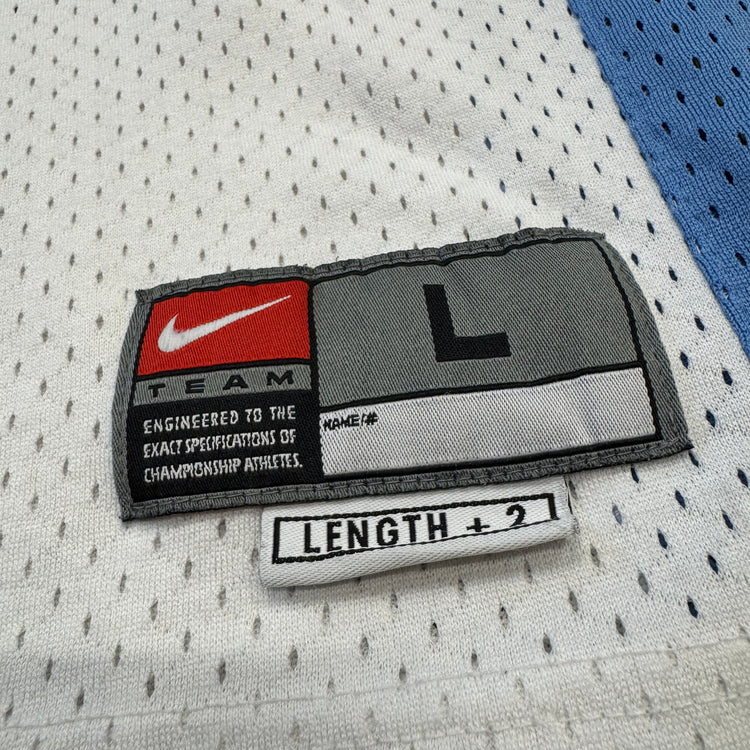 L
TEAM
ENGINEERED TO THE
EXACT SPECIFICATIONS OF
CHAMPIONSHIP ATHLETES.
NAME/#
LENGTH + 2